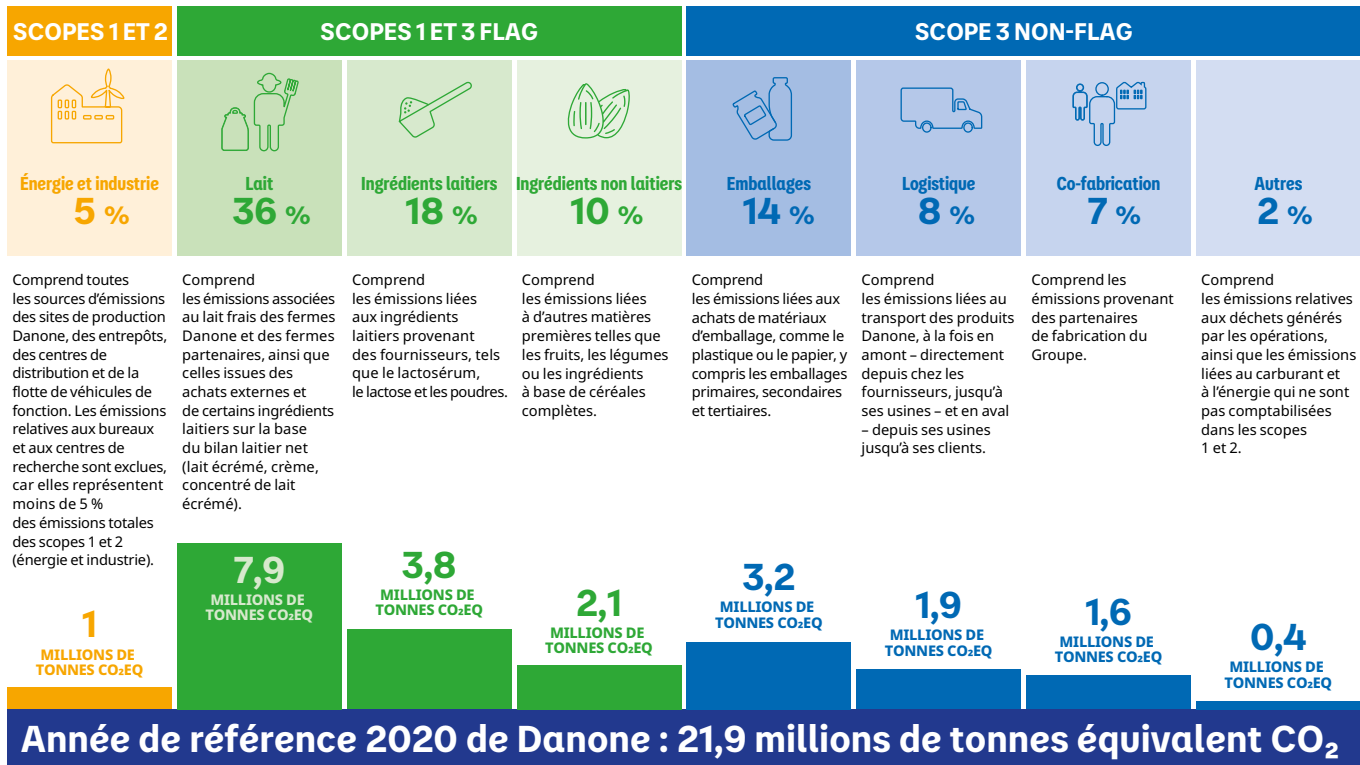 SCOPES 1 ET 2
SCOPES 1 ET 3 FLAG
SCOPE 3 NON-FLAG
Énergie et industrie
5 %
Comprend toutes
les sources d’émissions
des sites de production
Danone, des entrepôts,
des centres de
distribution et de la
flotte de véhicules de
fonction. Les émissions
relatives aux bureaux
et aux centres de
recherche sont exclues,
car elles représentent
moins de 5 %
des émissions totales
des scopes 1 et 2
(énergie et industrie).
1
MILLIONS DE
TONNES CO₂EQ
Lait
36 %
Comprend
les émissions associées
au lait frais des fermes
Danone et des fermes
partenaires, ainsi que
celles issues des
achats externes et
de certains ingrédients
laitiers sur la base
du bilan laitier net
(lait écrémé, crème,
concentré de lait
écrémé).
7,9
MILLIONS DE
TONNES CO₂EQ
Ingrédients laitiers
18 %
Comprend
les émissions liées
aux ingrédients
laitiers provenant
des fournisseurs, tels
que le lactosérum,
le lactose et les poudres.
3,8
MILLIONS DE
TONNES CO₂EQ
Ingrédients non laitiers
10 %
Comprend
les émissions liées
à d’autres matières
premières telles que
les fruits, les légumes
ou les ingrédients
à base de céréales
complètes.
2,1
MILLIONS DE
TONNES CO₂EQ
Emballages
14 %
Comprend
les émissions liées aux
achats de matériaux
d’emballage, comme le
plastique ou le papier, y
compris les emballages
primaires, secondaires
et tertiaires.
3,2
MILLIONS DE
TONNES CO₂EQ
Logistique
8 %
Comprend
les émissions liées au
transport des produits
Danone, à la fois en
amont – directement
depuis chez les
fournisseurs, jusqu’à
ses usines – et en aval
– depuis ses usines
jusqu’à ses clients.
1,9
MILLIONS DE
TONNES CO₂EQ
Co-fabrication
7 %
Comprend les
émissions provenant
des partenaires
de fabrication du
Groupe.
1,6
MILLIONS DE
TONNES CO₂EQ
Autres
2 %
Comprend
les émissions relatives
aux déchets générés
par les opérations,
ainsi que les émissions
liées au carburant et
à l’énergie qui ne sont
pas comptabilisées
dans les scopes
1 et 2.
0,4
MILLIONS DE
TONNES CO₂EQ
Année de référence 2020 de Danone : 21,9 millions de tonnes équivalent CO₂